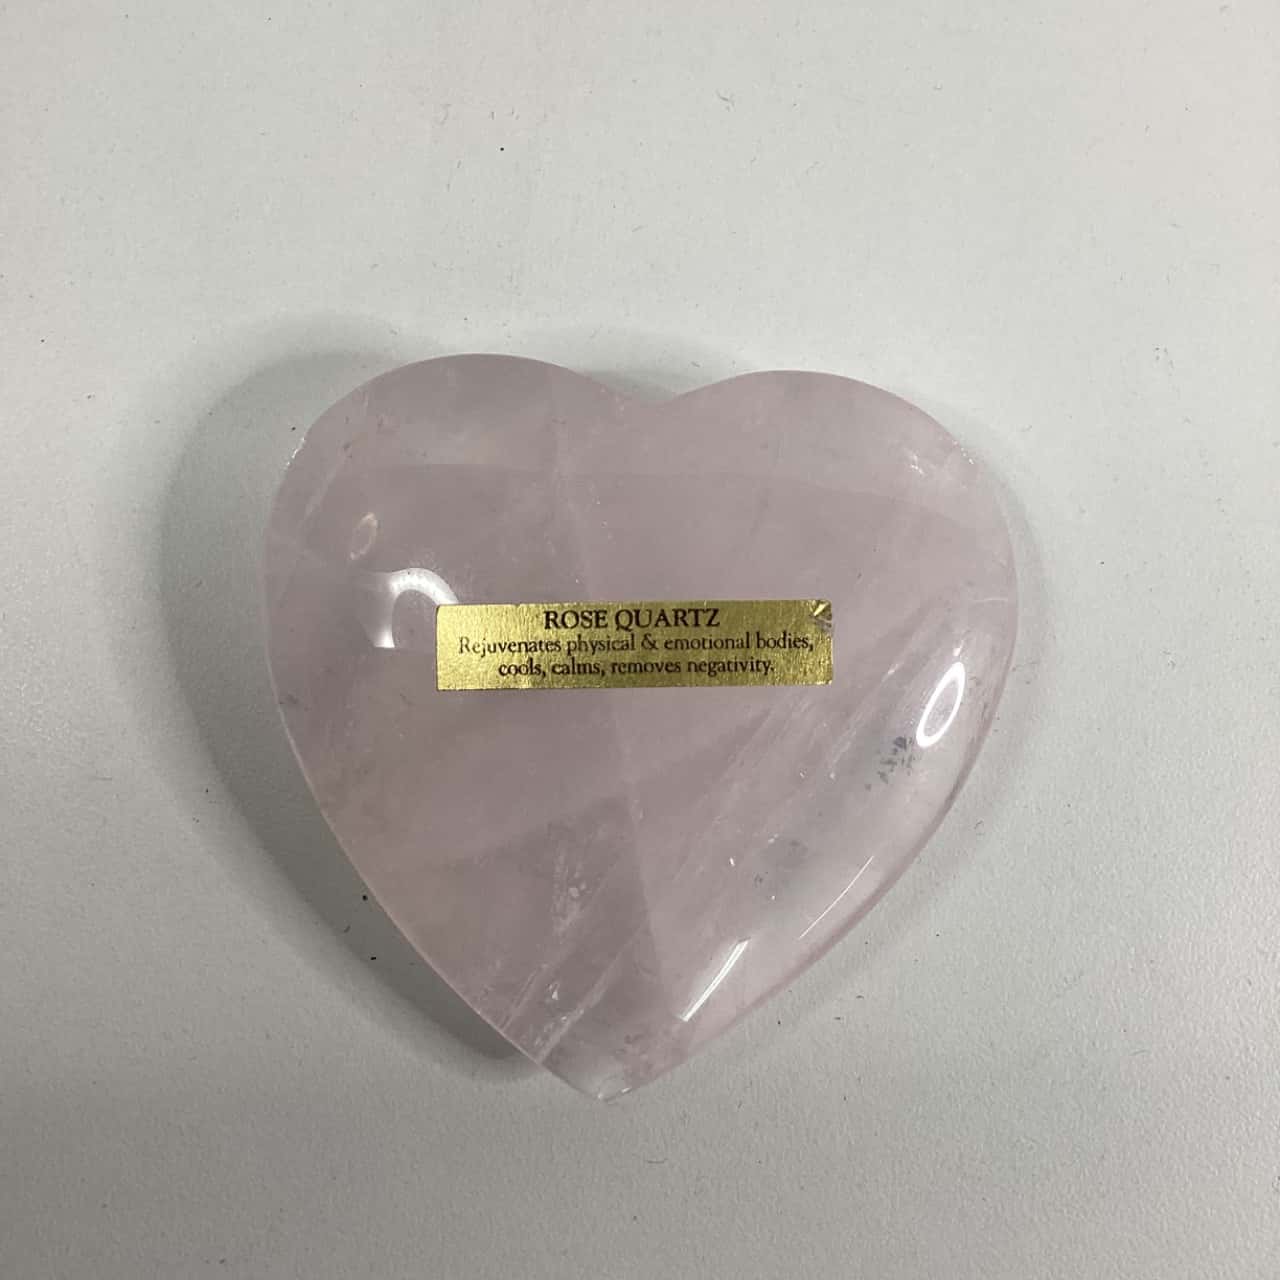 ROSE QUARTZ
Rejuvenates physical & emotional bodies,
cools, calms, removes negativity.